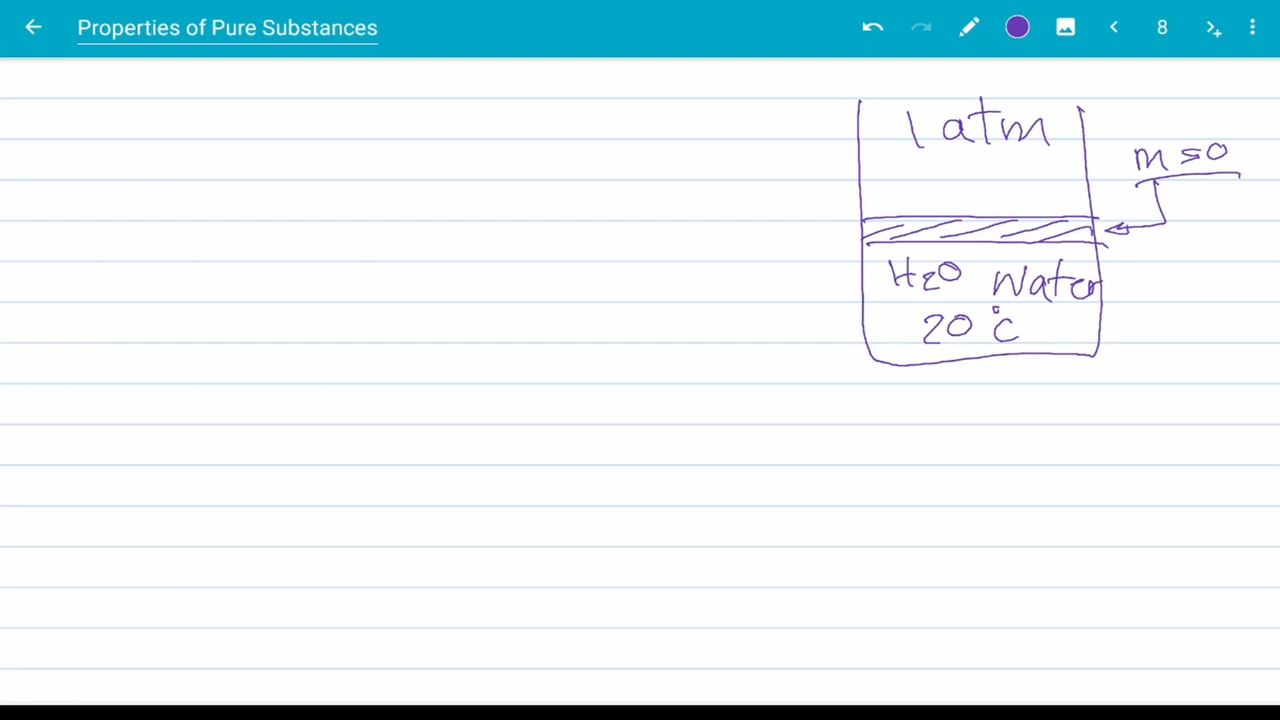 Properties of Pure Substances
8
1 atm
m = 0
H2O Water
20 °C